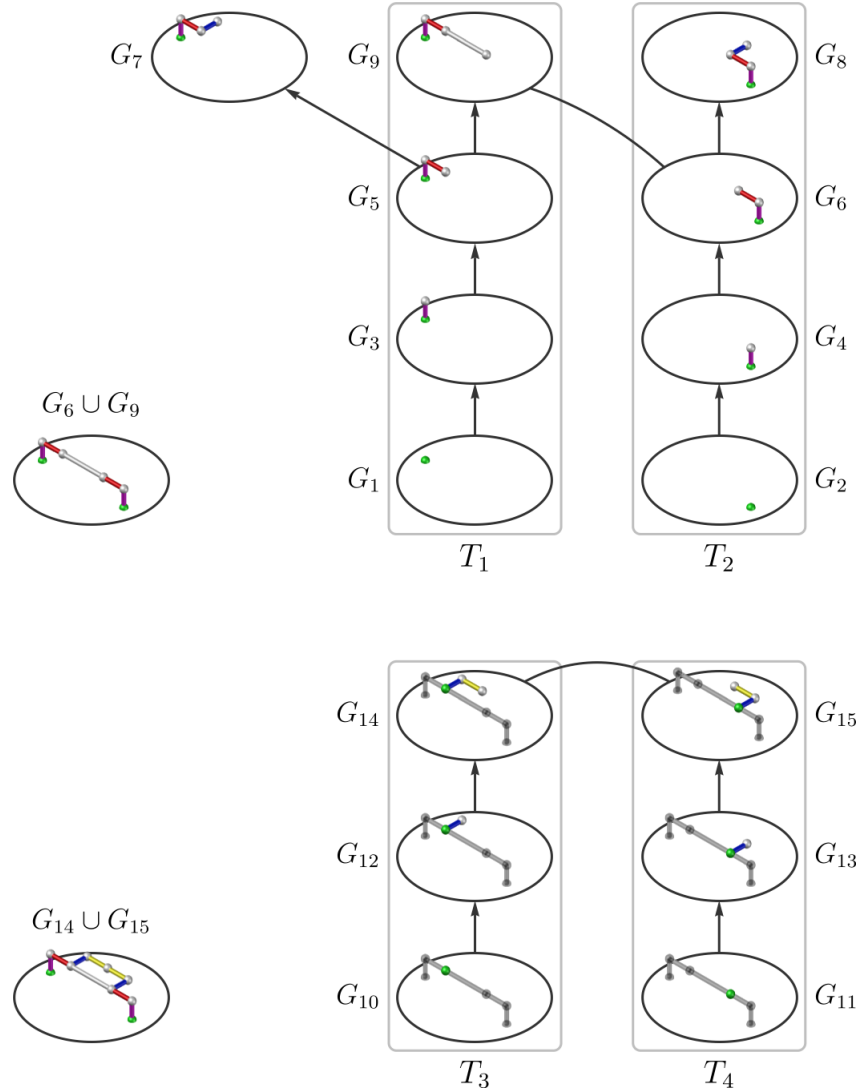 G₇
G₉
G₈
G₅
G₆
G₃
G₄
G₆ ∪ G₉
G₁
G₂
T₁
T₂
G₁₄
G₁₅
G₁₂
G₁₃
G₁₄ ∪ G₁₅
G₁₀
G₁₁
T₃
T₄